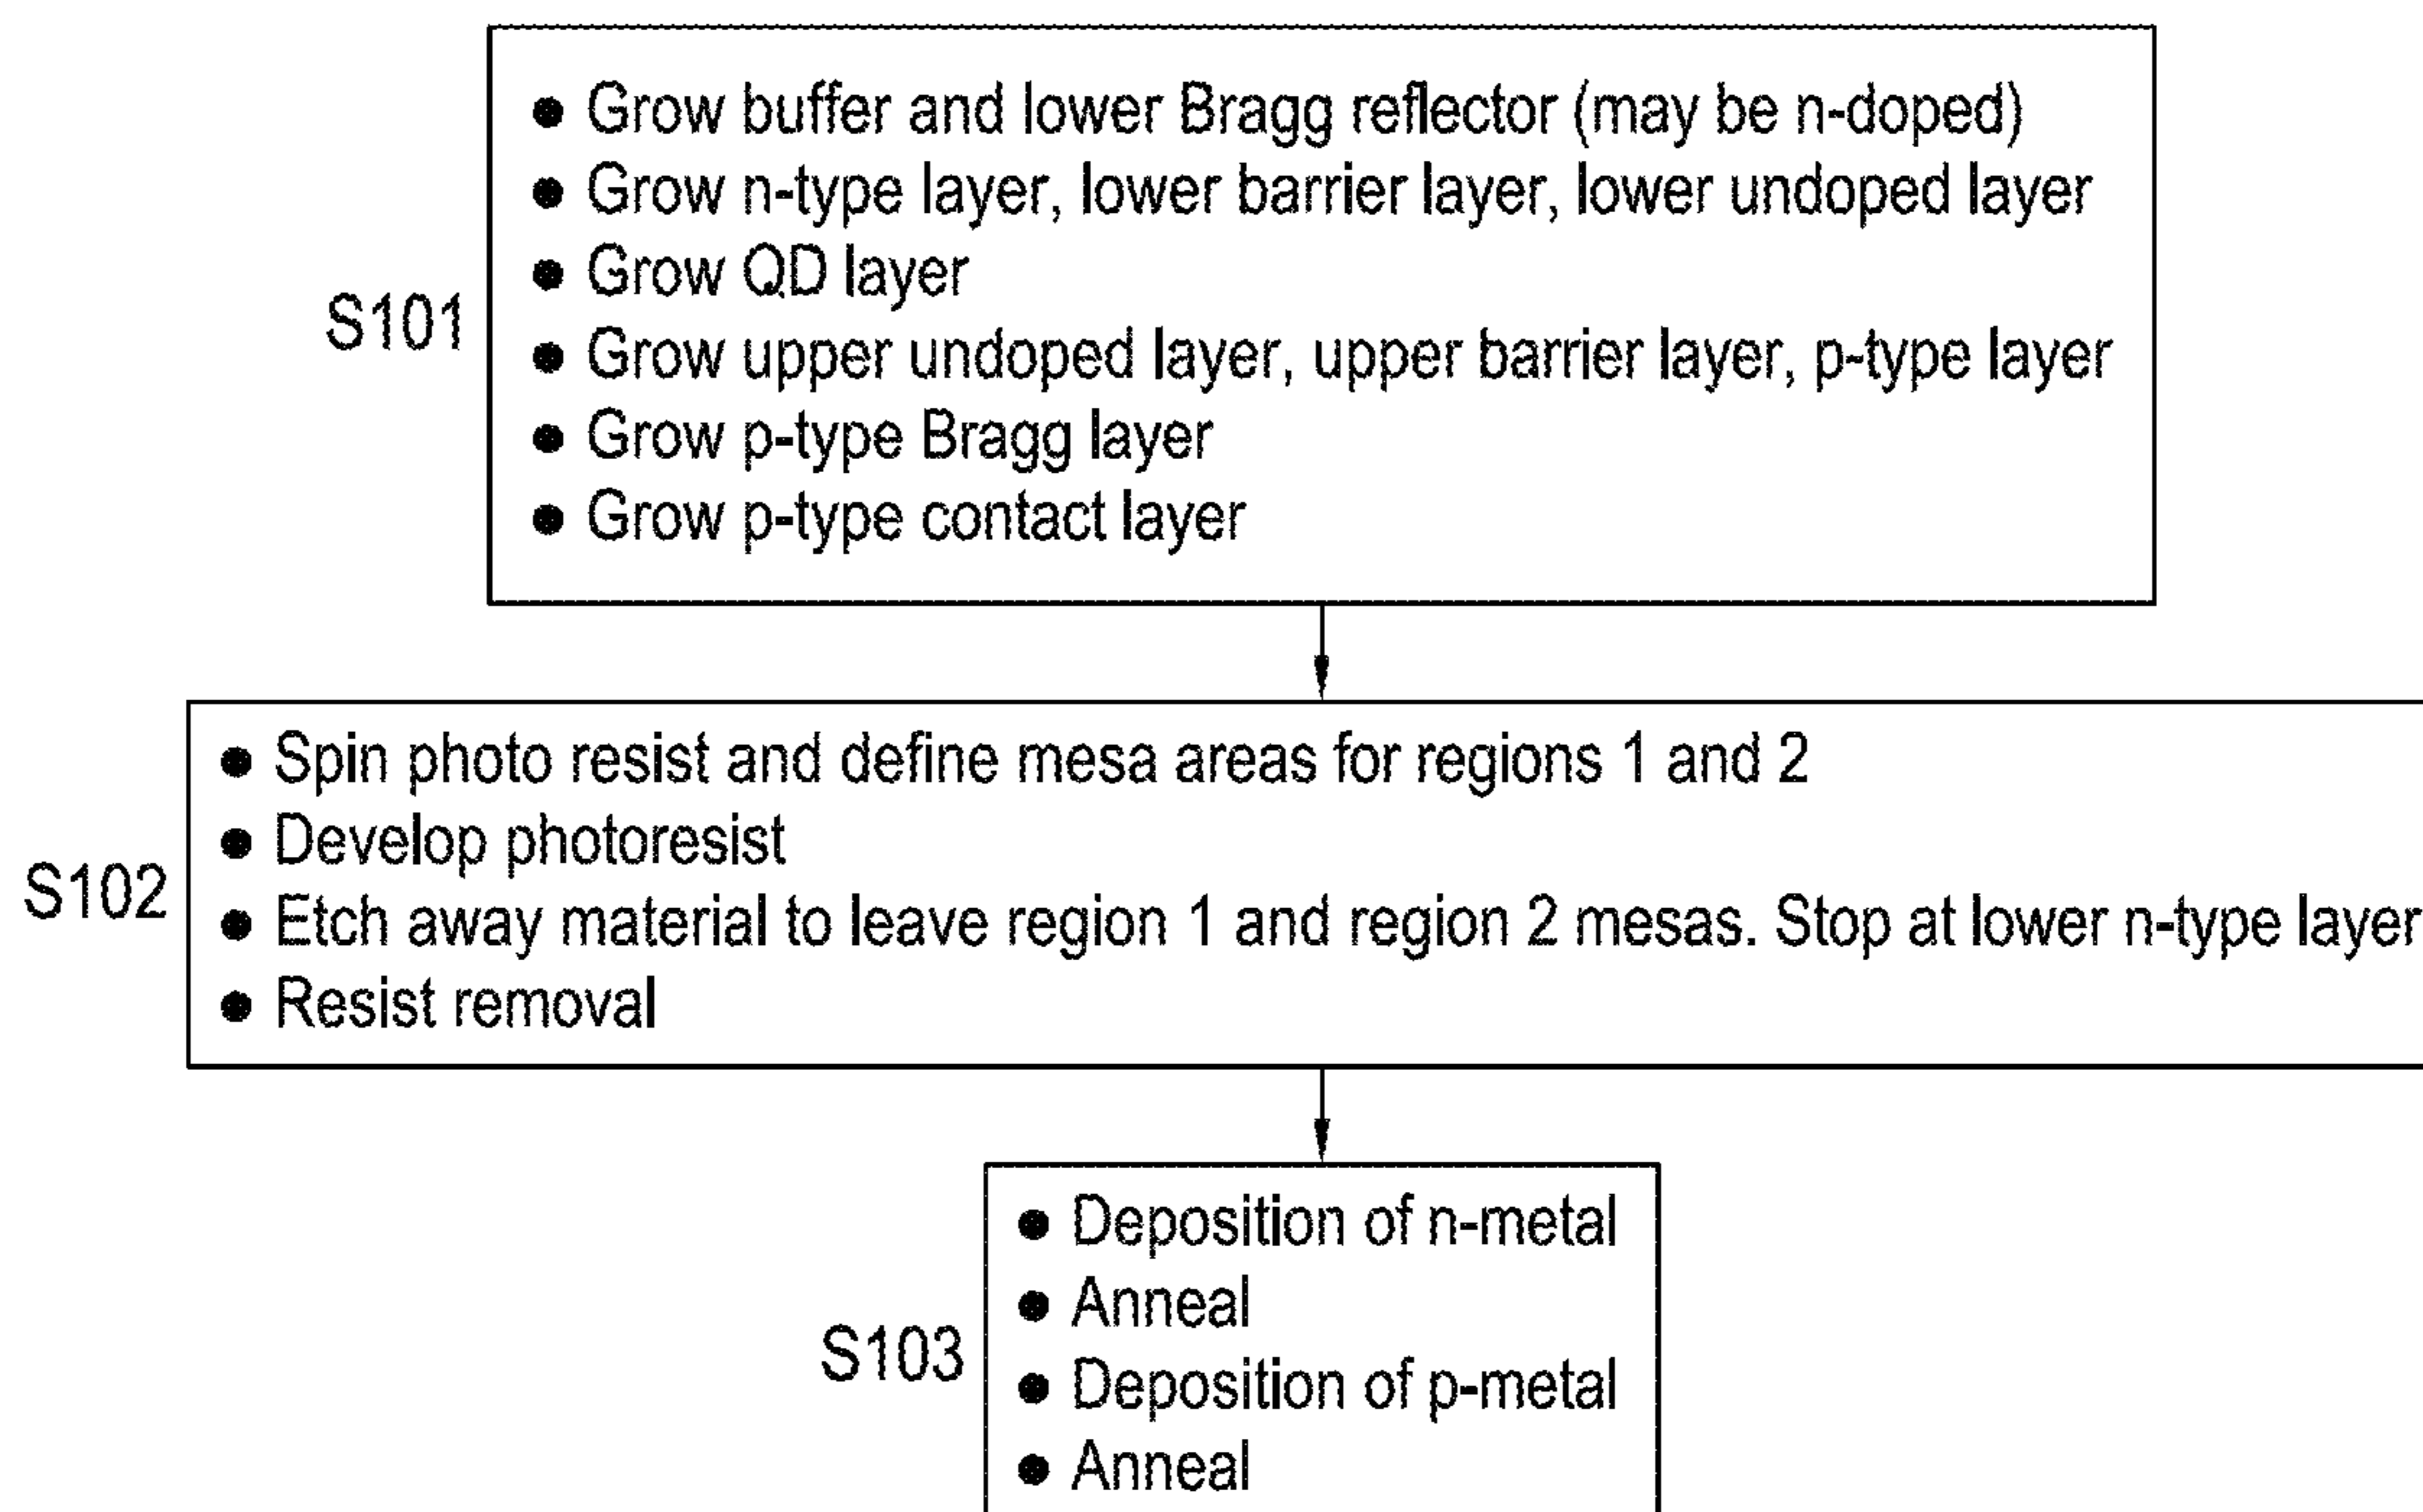 ● Grow buffer and lower Bragg reflector (may be n-doped)
● Grow n-type layer, lower barrier layer, lower undoped layer
● Grow QD layer
S101
● Grow upper undoped layer, upper barrier layer, p-type layer
● Grow p-type Bragg layer
● Grow p-type contact layer
● Spin photo resist and define mesa areas for regions 1 and 2
● Develop photoresist
S102
● Etch away material to leave region 1 and region 2 mesas. Stop at lower n-type layer
● Resist removal
● Deposition of n-metal
● Anneal
S103
● Deposition of p-metal
● Anneal